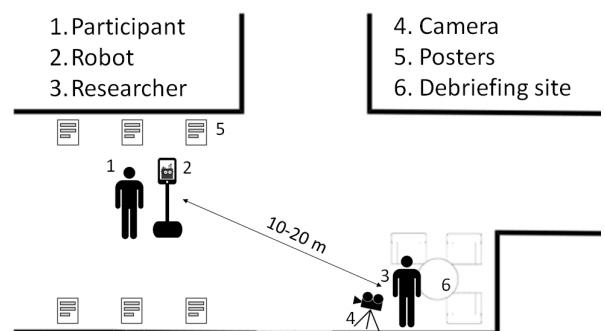 1. Participant
2. Robot
3. Researcher
4. Camera
5. Posters
6. Debriefing site
5
1
2
10-20 m
3
6
4